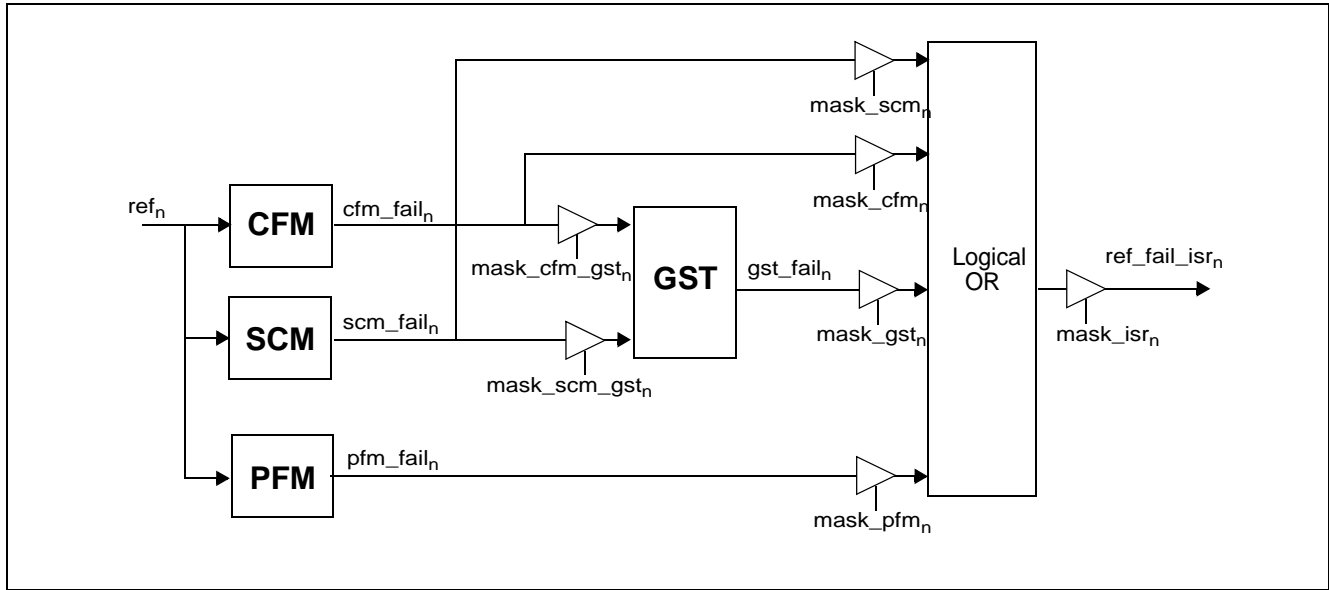 mask_scmn
mask_cfmn
refn
CFM
cfm_failn
mask_cfm_gstn
GST
gst_failn
mask_gstn
Logical
OR
ref_fail_isrn
mask_isrn
SCM
scm_failn
mask_scm_gstn
PFM
pfm_failn
mask_pfmn